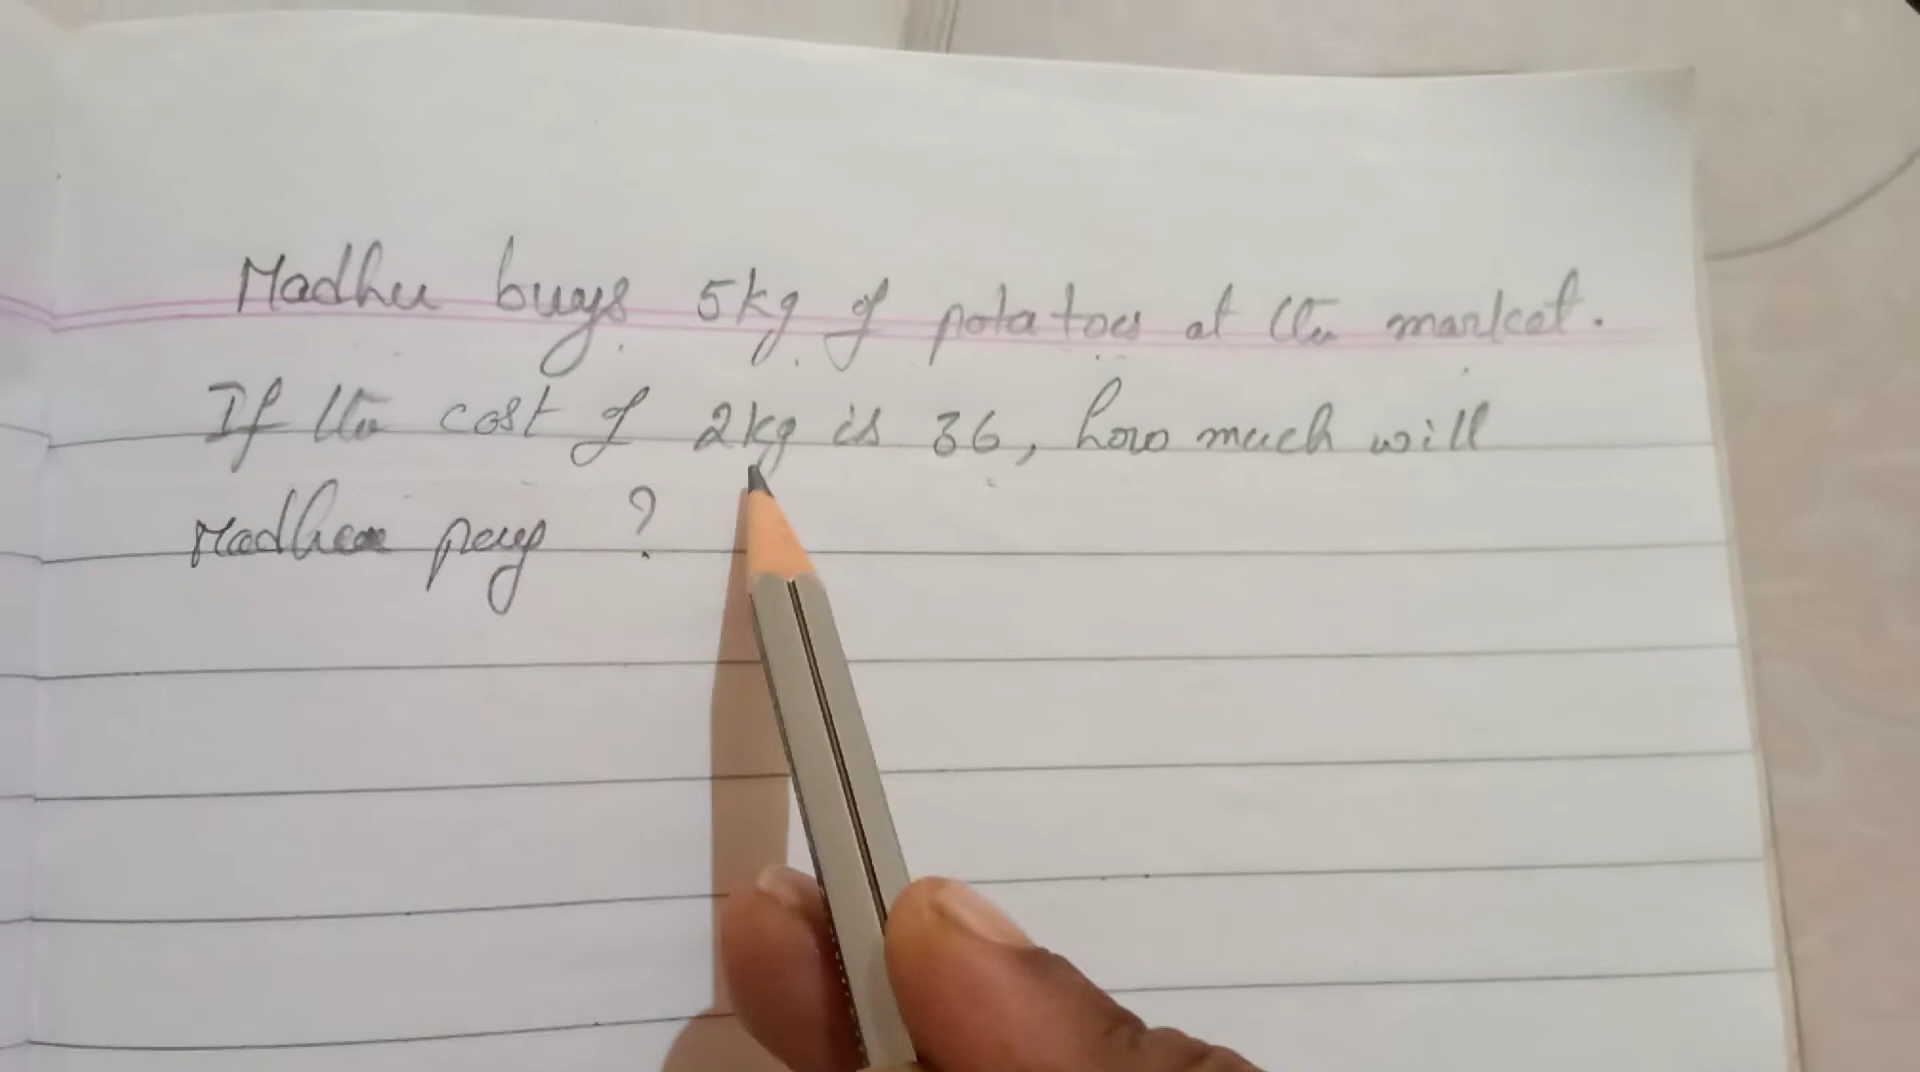 Madhu buys 5kg of potatoes at the market.
If the cost of 2kg is 36, how much will
Madhu pay ?